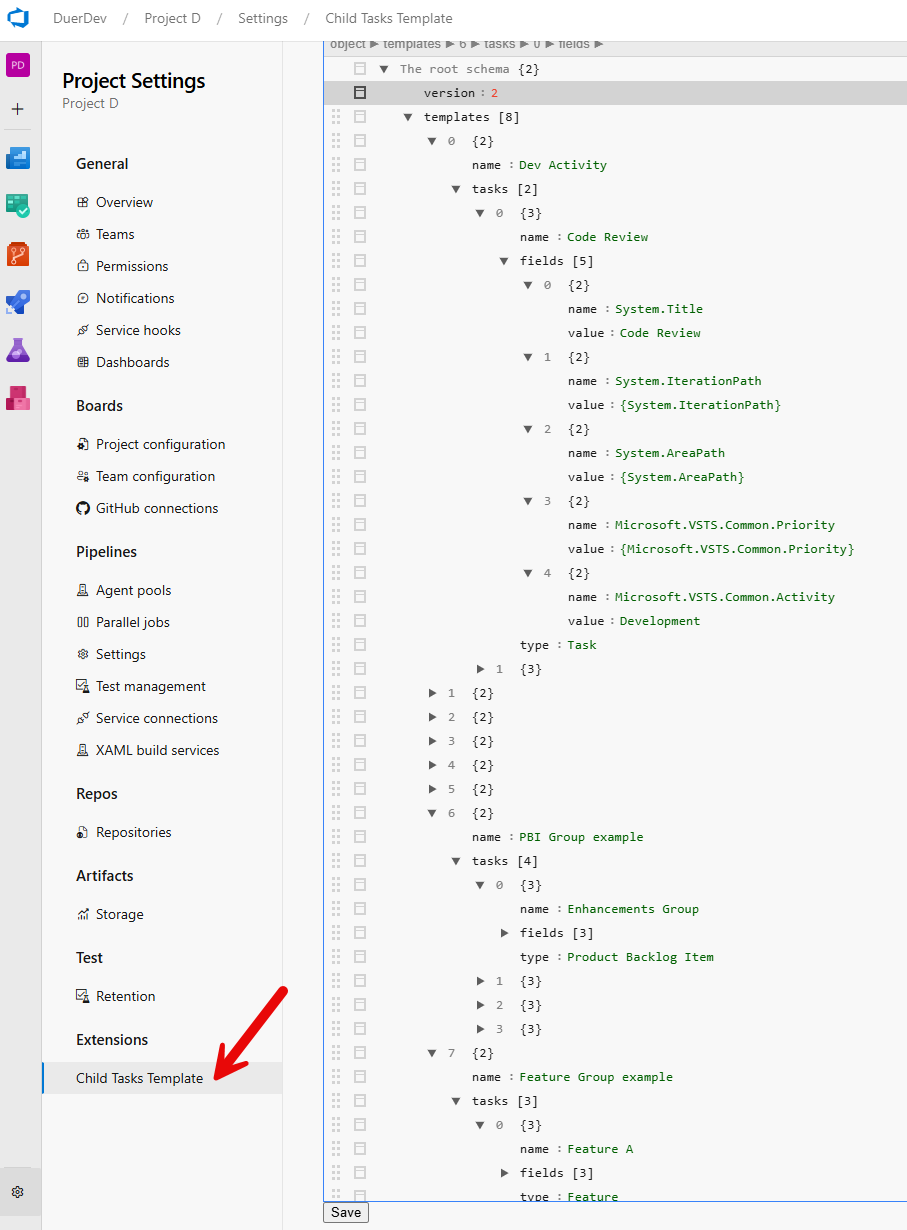 DuerDev / Project D / Settings / Child Tasks Template
PD
Project Settings
Project D
General
Overview
Teams
Permissions
Notifications
Service hooks
Dashboards
Boards
Project configuration
Team configuration
GitHub connections
Pipelines
Agent pools
Parallel jobs
Settings
Test management
Service connections
XAML build services
Repos
Repositories
Artifacts
Storage
Test
Retention
Extensions
Child Tasks Template
object ▶ templates ▶ 6 ▶ tasks ▶ 0 ▶ fields ▶
The root schema {2}
version : 2
templates [8]
0 {2}
name : Dev Activity
tasks [2]
0 {3}
name : Code Review
fields [5]
0 {2}
name : System.Title
value : Code Review
1 {2}
name : System.IterationPath
value : {System.IterationPath}
2 {2}
name : System.AreaPath
value : {System.AreaPath}
3 {2}
name : Microsoft.VSTS.Common.Priority
value : {Microsoft.VSTS.Common.Priority}
4 {2}
name : Microsoft.VSTS.Common.Activity
value : Development
type : Task
1 {3}
1 {2}
2 {2}
3 {2}
4 {2}
5 {2}
6 {2}
name : PBI Group example
tasks [4]
0 {3}
name : Enhancements Group
fields [3]
type : Product Backlog Item
1 {3}
2 {3}
3 {3}
7 {2}
name : Feature Group example
tasks [3]
0 {3}
name : Feature A
fields [3]
type : Feature
Save